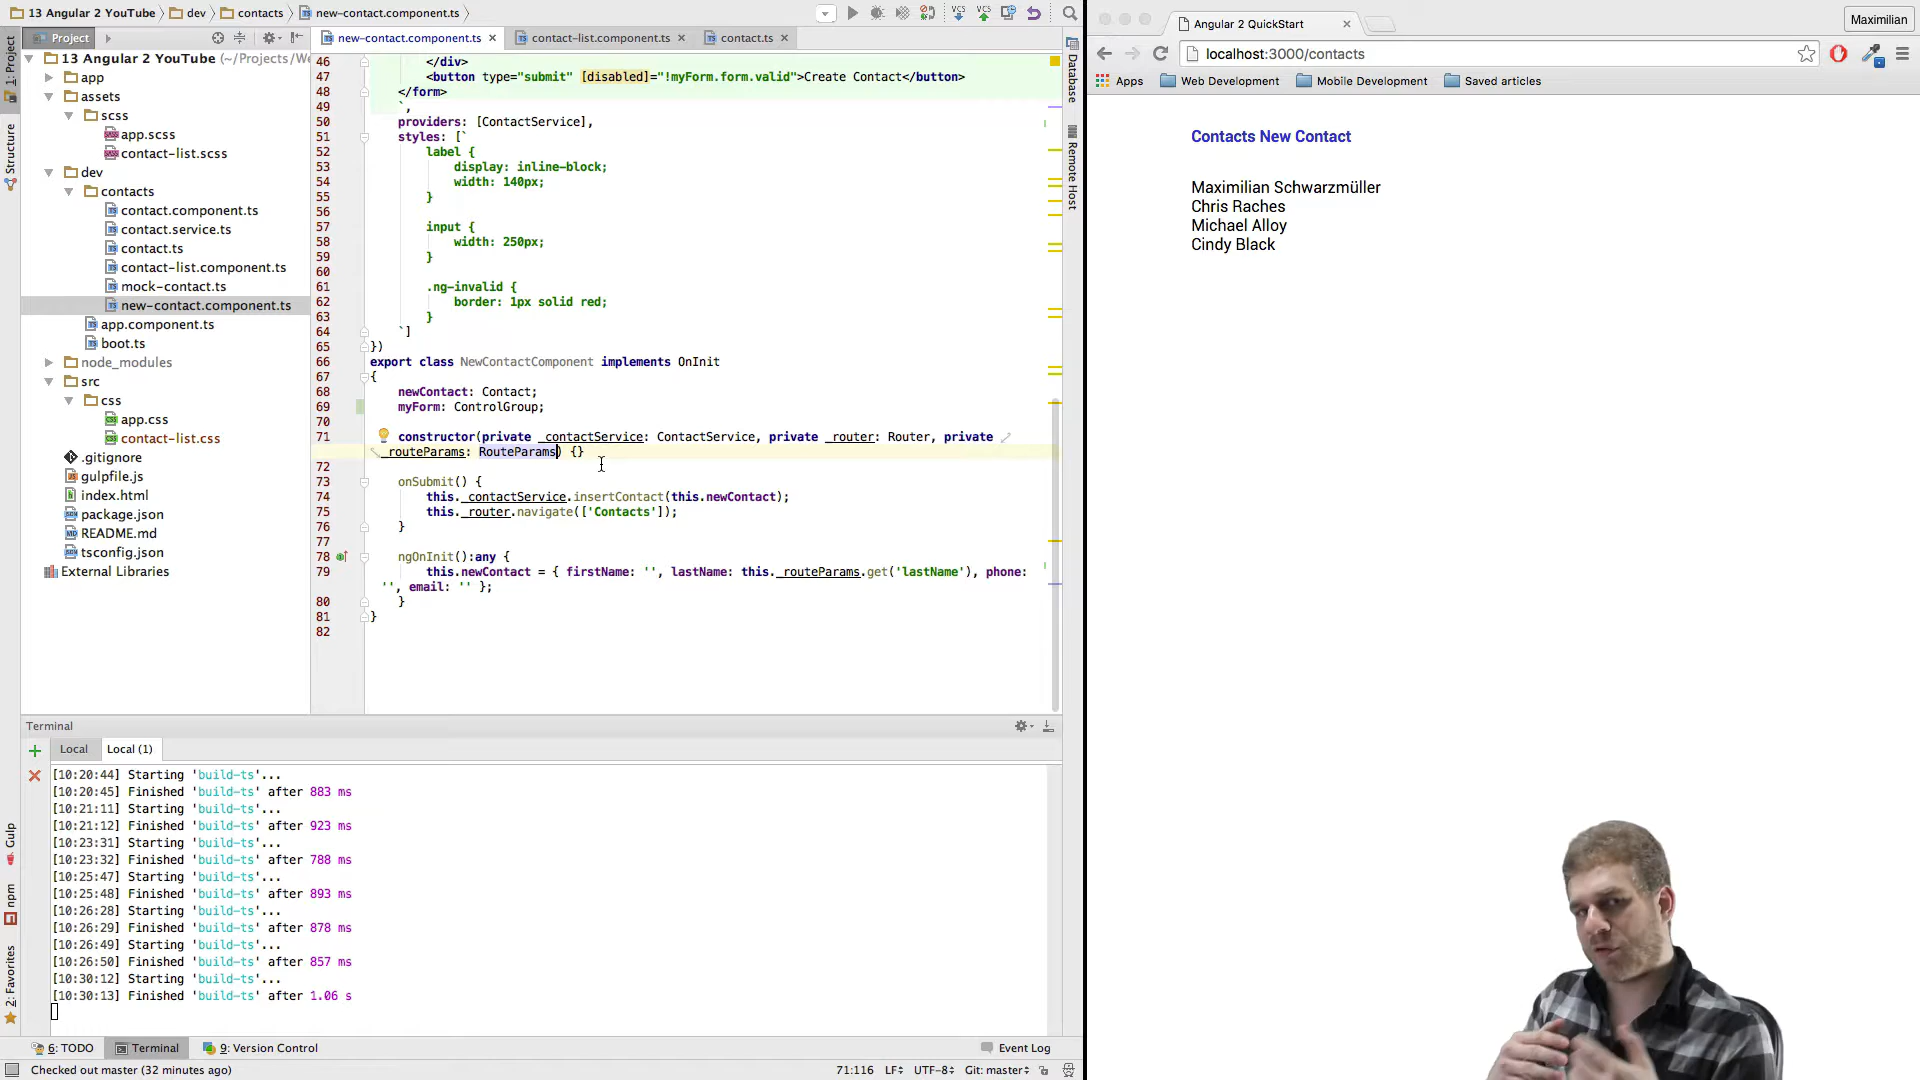 13 Angular 2 YouTube
dev
contacts
new-contact.component.ts
Project
new-contact.component.ts
contact-list.component.ts
contact.ts
1: Project
Structure
Gulp
npm
2: Favorites
13 Angular 2 YouTube (~/Projects/We
app
assets
scss
app.scss
contact-list.scss
dev
contacts
contact.component.ts
contact.service.ts
contact.ts
contact-list.component.ts
mock-contact.ts
new-contact.component.ts
app.component.ts
boot.ts
node_modules
src
css
app.css
contact-list.css
.gitignore
gulpfile.js
index.html
package.json
README.md
tsconfig.json
External Libraries
46 </div>
47 <button type="submit" [disabled]="!myForm.form.valid">Create Contact</button>
48 </form>
49 `,
50 providers: [ContactService],
51 styles: [`
52 label {
53 display: inline-block;
54 width: 140px;
55 }
56
57 input {
58 width: 250px;
59 }
60
61 .ng-invalid {
62 border: 1px solid red;
63 }
64 `]
65 })
66 export class NewContactComponent implements OnInit
67 {
68 newContact: Contact;
69 myForm: ControlGroup;
70
71 constructor(private _contactService: ContactService, private _router: Router, private
_routeParams: RouteParams) {}
72
73 onSubmit() {
74 this._contactService.insertContact(this.newContact);
75 this._router.navigate(['Contacts']);
76 }
77
78 ngOnInit():any {
79 this.newContact = { firstName: '', lastName: this._routeParams.get('lastName'), phone:
'', email: '' };
80 }
81 }
82
Database
Remote Host
Terminal
Local
Local (1)
[10:20:44] Starting 'build-ts'...
[10:20:45] Finished 'build-ts' after 883 ms
[10:21:11] Starting 'build-ts'...
[10:21:12] Finished 'build-ts' after 923 ms
[10:23:31] Starting 'build-ts'...
[10:23:32] Finished 'build-ts' after 788 ms
[10:25:47] Starting 'build-ts'...
[10:25:48] Finished 'build-ts' after 893 ms
[10:26:28] Starting 'build-ts'...
[10:26:29] Finished 'build-ts' after 878 ms
[10:26:49] Starting 'build-ts'...
[10:26:50] Finished 'build-ts' after 857 ms
[10:30:12] Starting 'build-ts'...
[10:30:13] Finished 'build-ts' after 1.06 s
6: TODO
Terminal
9: Version Control
Event Log
Checked out master (32 minutes ago)
71:116
LF
UTF-8
Git: master
Angular 2 QuickStart
Maximilian
localhost:3000/contacts
Apps
Web Development
Mobile Development
Saved articles
Contacts New Contact
Maximilian Schwarzmüller
Chris Raches
Michael Alloy
Cindy Black